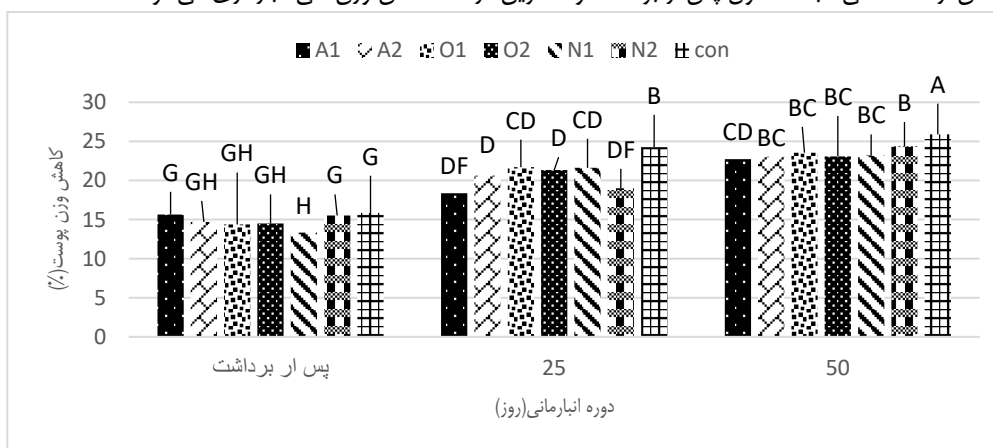 A1 A2 O1 O2 N1 N2 con
کاهش وزن پوست(%)
30
25
20
15
10
5
0
G GH GH GH H G G
DF D CD D CD DF B
CD BC BC BC BC B A
پس ار برداشت 25 50
دوره انبارمانی(روز)